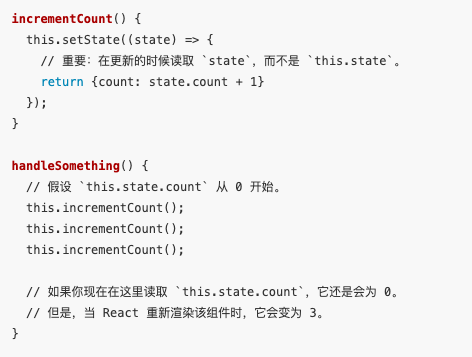 incrementCount() {
  this.setState((state) => {
    // 重要：在更新的时候读取 `state`，而不是 `this.state`。
    return {count: state.count + 1}
  });
}

handleSomething() {
  // 假设 `this.state.count` 从 0 开始。
  this.incrementCount();
  this.incrementCount();
  this.incrementCount();

  // 如果你现在在这里读取 `this.state.count`，它还是会为 0。
  // 但是，当 React 重新渲染该组件时，它会变为 3。
}